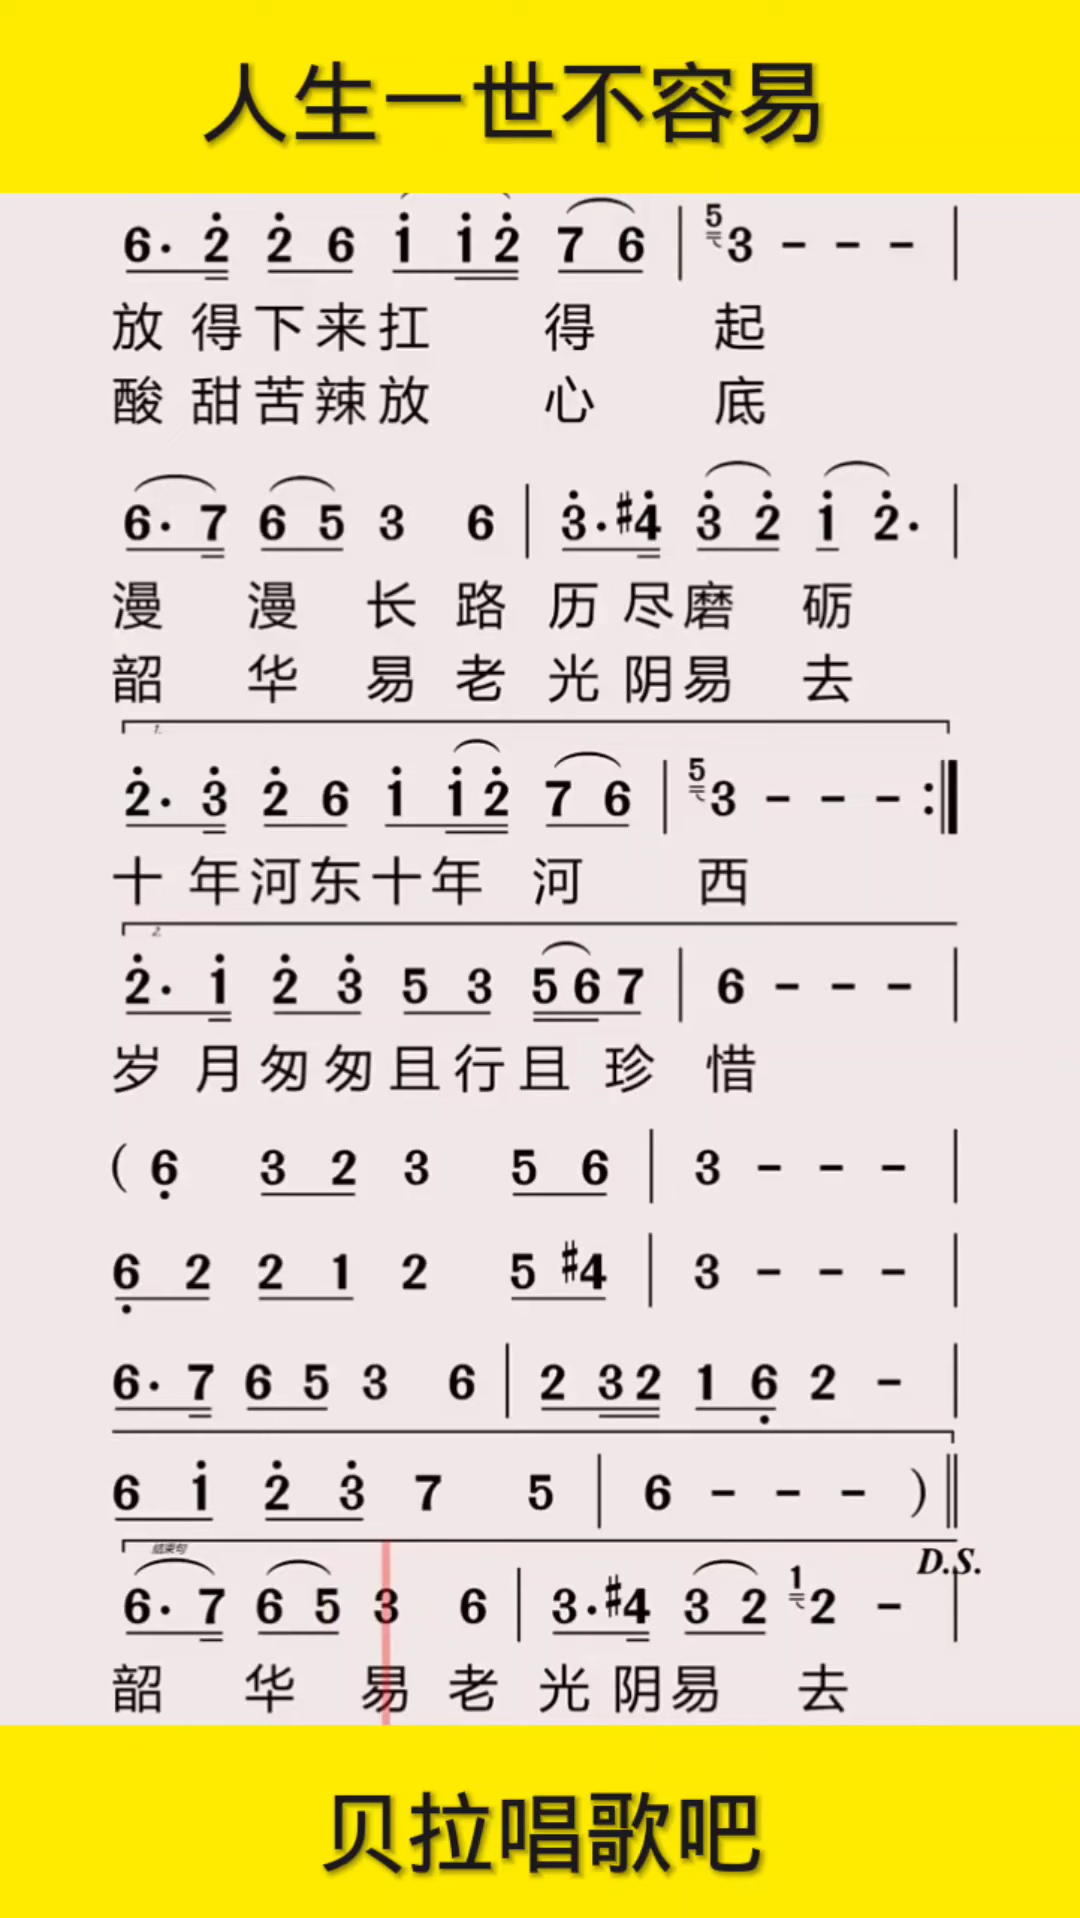 人生一世不容易
6· 2̇ 2̇ 6 1̇ 1̇ 2̇ 7 6 | 5 3 - - - |
放得下来扛得起
酸甜苦辣放心底
6· 7 6 5 3 6 | 3̇· #4̇ 3̇ 2̇ 1̇ 2̇· |
漫漫长路历尽磨砺
韶华易老光阴易去
1.
2̇· 3̇ 2̇ 6 1̇ 1̇ 2̇ 7 6 | 5 3 - - - :|
十年河东十年河西
2.
2̇· 1̇ 2̇ 3̇ 5 3 5 6 7 | 6 - - - |
岁月匆匆且行且珍惜
( 6̣ 3 2 3 5 6 | 3 - - - |
6̣ 2 2 1 2 5 #4 | 3 - - - |
6· 7 6 5 3 6 | 2 3 2 1 6̣ 2 - |
6 1̇ 2̇ 3̇ 7 5 | 6 - - - ) ||
D.S.
结束句
6· 7 6 5 3 6 | 3· #4 3 2 1 2 - |
韶华易老光阴易去
贝拉唱歌吧